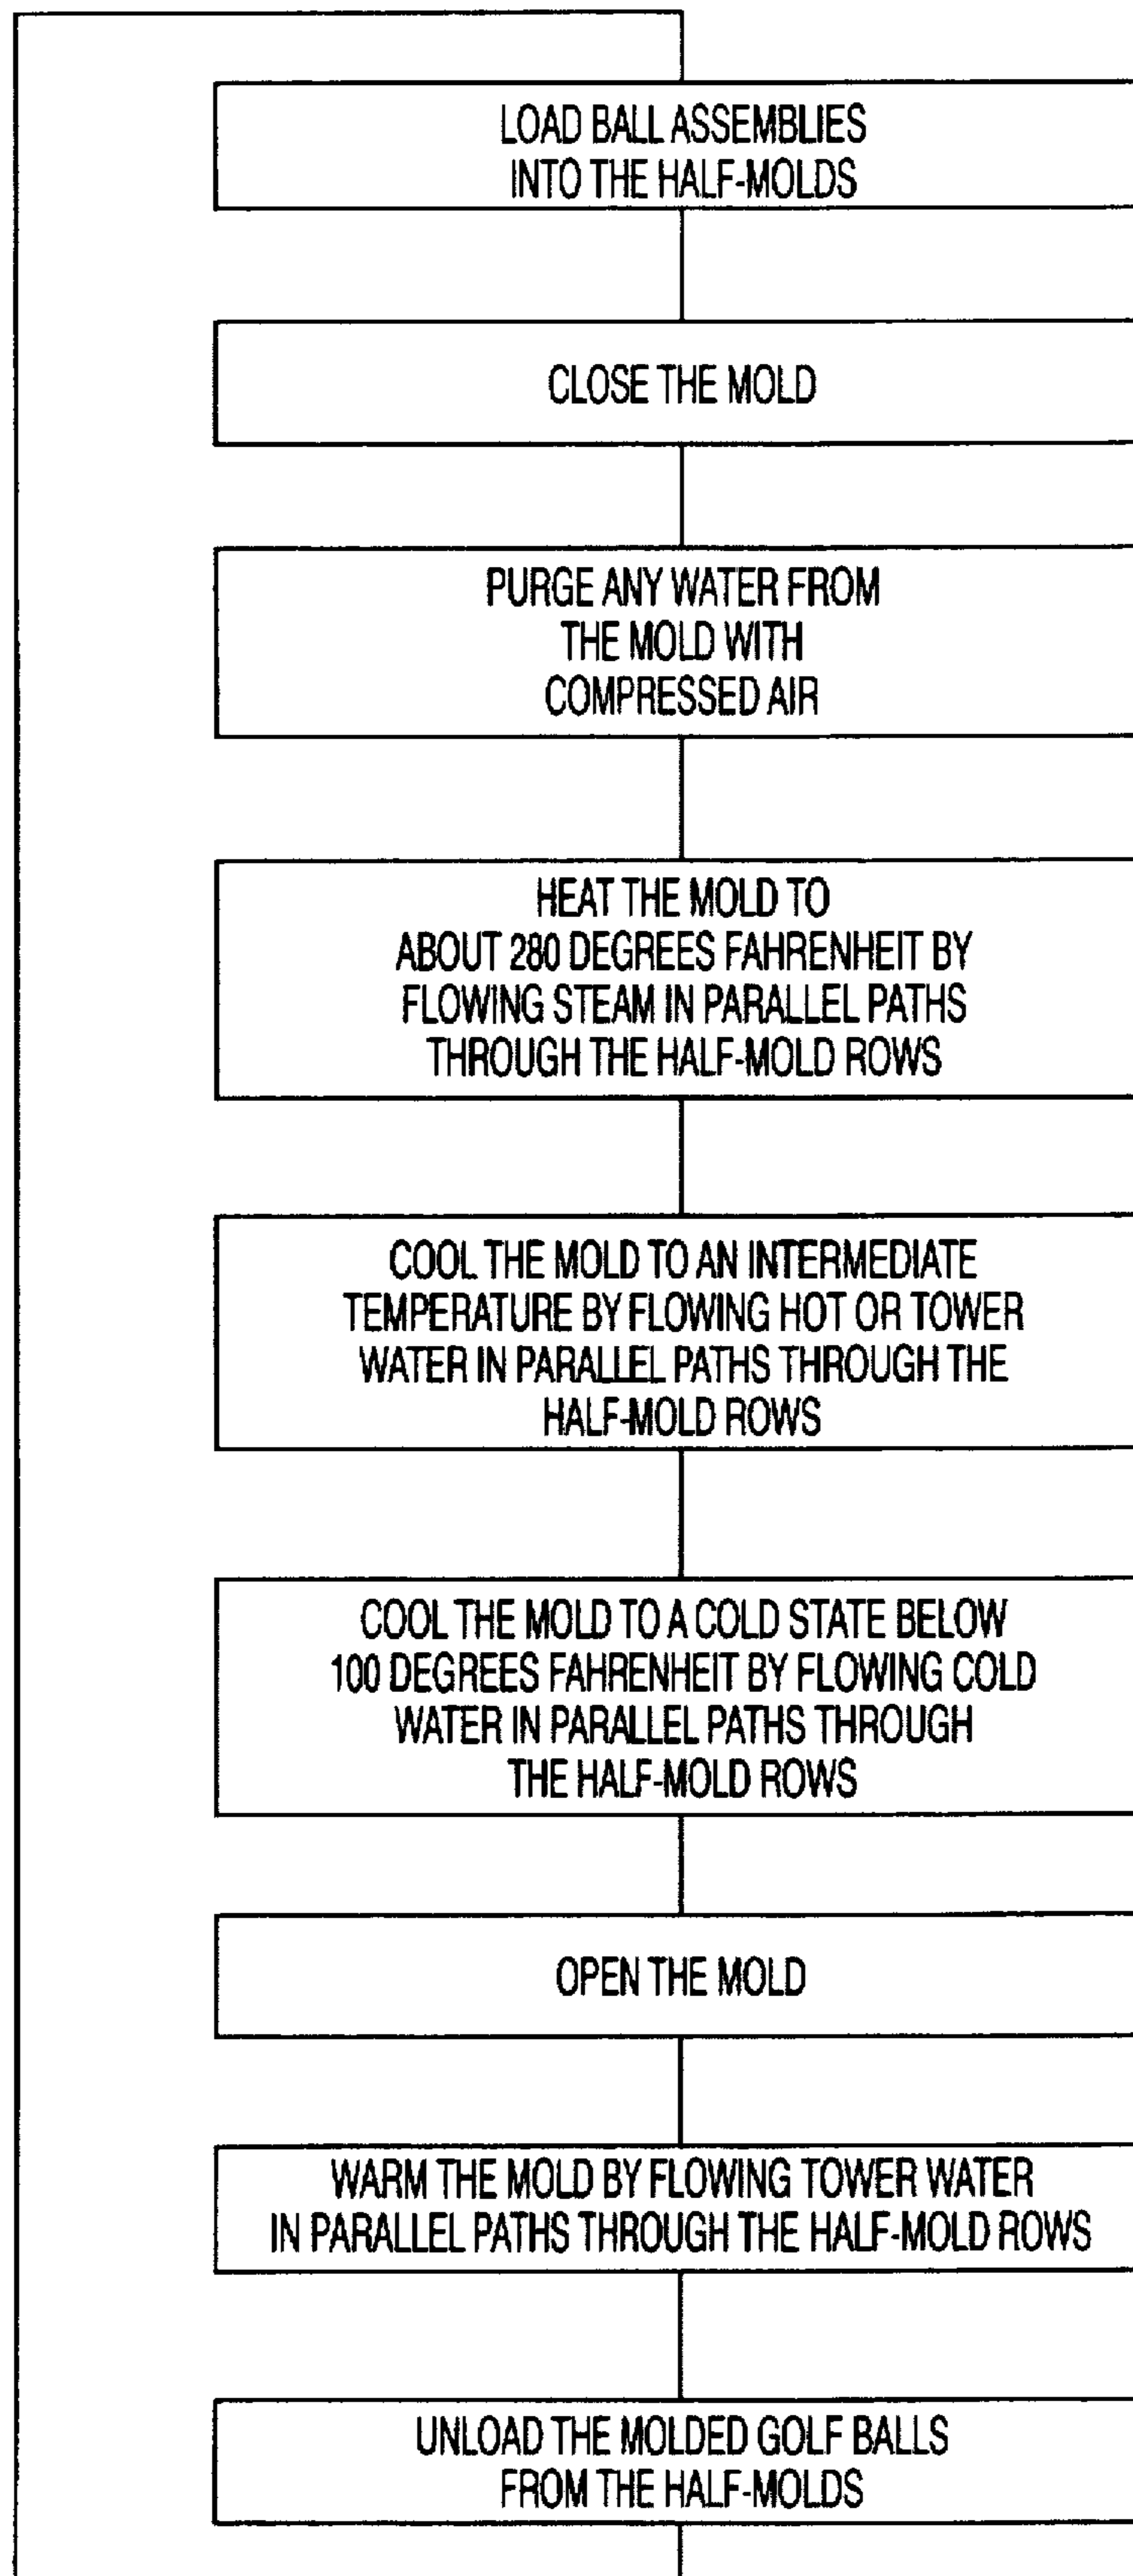 LOAD BALL ASSEMBLIES
INTO THE HALF-MOLDS
CLOSE THE MOLD
PURGE ANY WATER FROM
THE MOLD WITH
COMPRESSED AIR
HEAT THE MOLD TO
ABOUT 280 DEGREES FAHRENHEIT BY
FLOWING STEAM IN PARALLEL PATHS
THROUGH THE HALF-MOLD ROWS
COOL THE MOLD TO AN INTERMEDIATE
TEMPERATURE BY FLOWING HOT OR TOWER
WATER IN PARALLEL PATHS THROUGH THE
HALF-MOLD ROWS
COOL THE MOLD TO A COLD STATE BELOW
100 DEGREES FAHRENHEIT BY FLOWING COLD
WATER IN PARALLEL PATHS THROUGH
THE HALF-MOLD ROWS
OPEN THE MOLD
WARM THE MOLD BY FLOWING TOWER WATER
IN PARALLEL PATHS THROUGH THE HALF-MOLD ROWS
UNLOAD THE MOLDED GOLF BALLS
FROM THE HALF-MOLDS